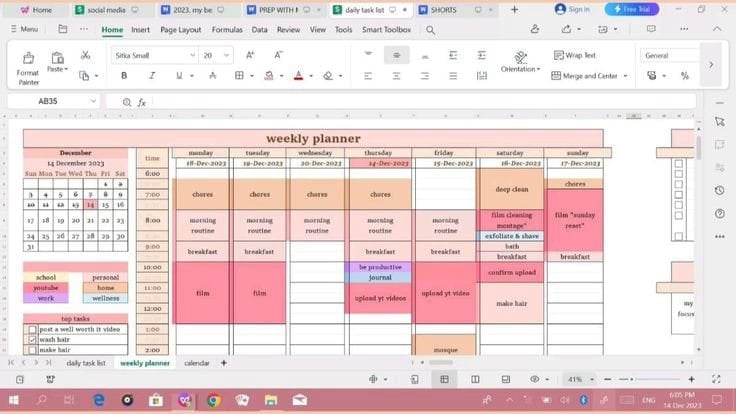 Home social media 2023. my be PREP WITH M daily task list SHORTS Sign in Free Trial
Menu Home Insert Page Layout Formulas Data Review View Tools Smart Toolbox
Format Painter Paste Sitka Small 20 Orientation Wrap Text Merge and Center General
B I U A A %
AB35 fx
weekly planner
December time monday tuesday wednesday thursday friday saturday sunday
14 December 2023 18-Dec-2023 19-Dec-2023 20-Dec-2023 14-Dec-2023 15-Dec-2023 16-Dec-2023 17-Dec-2023
Sun Mon Tue Wed Thu Fri Sat 6:00
1 2 deep clean chores
3 4 5 6 7 8 9 7:00 chores chores chores chores
10 11 12 13 14 15 16
17 18 19 20 21 22 23 8:00 morning routine morning routine morning routine morning routine morning routine film cleaning montage" film "sunday reset"
24 25 26 27 28 29 30 exfoliate & shave
31 9:00 breakfast breakfast breakfast breakfast bath
breakfast breakfast
10:00 be productive
school personal film film journal upload yt video confirm upload
youtube home 11:00 upload yt videos
work wellness make hair
12:00
top tasks
post a well worth it video 1:00
wash hair
make hair 2:00 mosque
my
focus
daily task list weekly planner calendar +
41%
ENG 6:05 PM
14 Dec 2023